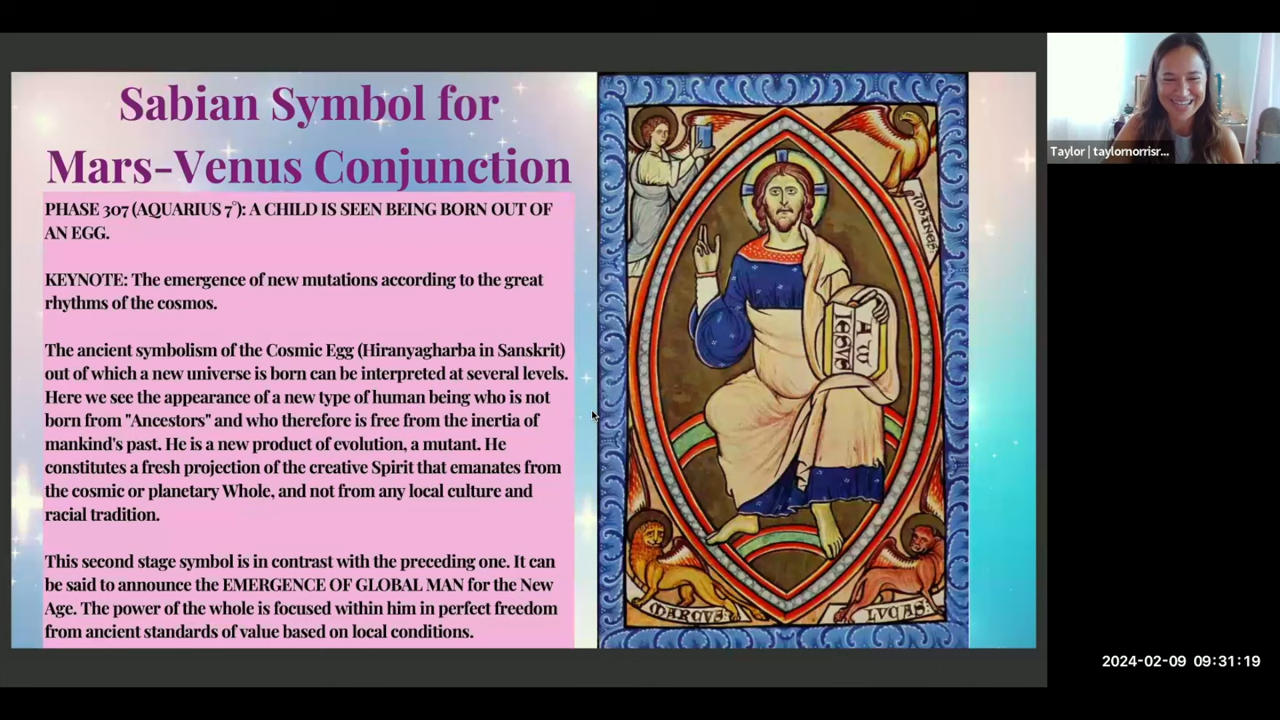 Sabian Symbol for
Mars-Venus Conjunction
PHASE 307 (AQUARIUS 7°): A CHILD IS SEEN BEING BORN OUT OF
AN EGG.
KEYNOTE: The emergence of new mutations according to the great
rhythms of the cosmos.
The ancient symbolism of the Cosmic Egg (Hiranyagharba in Sanskrit)
out of which a new universe is born can be interpreted at several levels.
Here we see the appearance of a new type of human being who is not
born from "Ancestors" and who therefore is free from the inertia of
mankind's past. He is a new product of evolution, a mutant. He
constitutes a fresh projection of the creative Spirit that emanates from
the cosmic or planetary Whole, and not from any local culture and
racial tradition.
This second stage symbol is in contrast with the preceding one. It can
be said to announce the EMERGENCE OF GLOBAL MAN for the New
Age. The power of the whole is focused within him in perfect freedom
from ancient standards of value based on local conditions.
IOHANES:
A ω
IESVS
MARCVS:
LVCAS:
Taylor | taylornorrisr...
2024-02-09 09:31:19